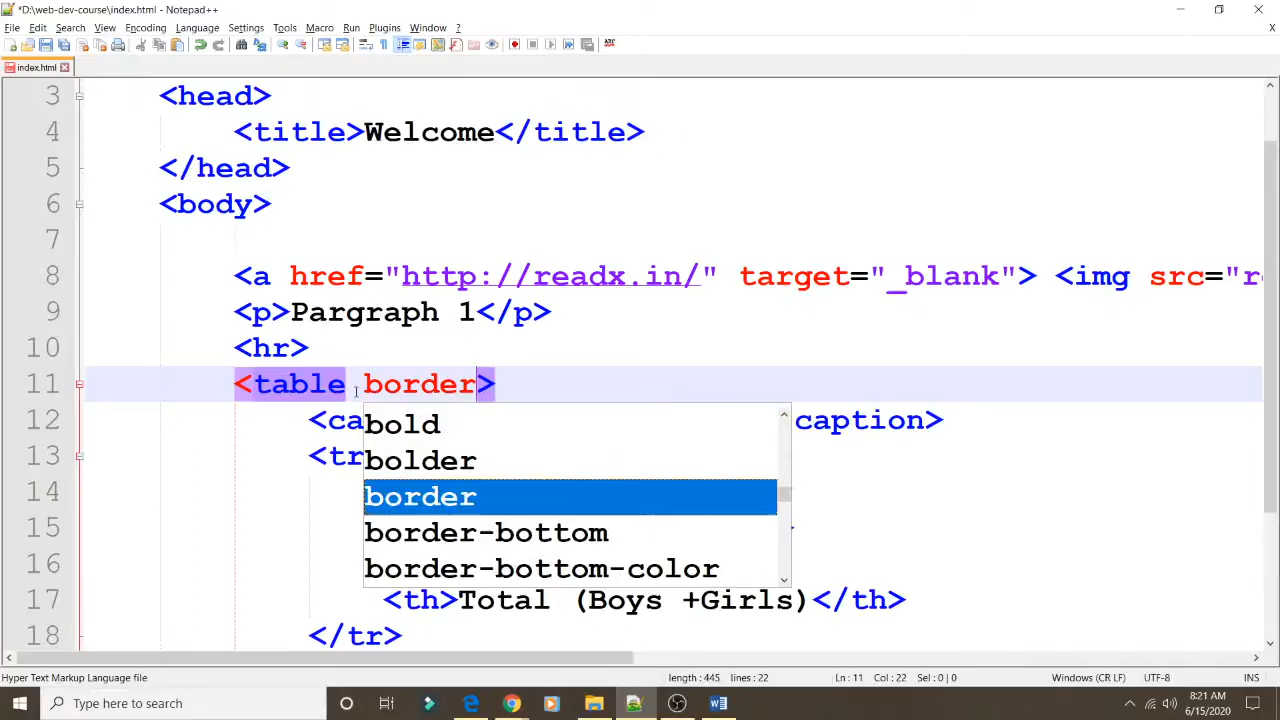 *D:\web-dev-course\index.html - Notepad++
File Edit Search View Encoding Language Settings Tools Macro Run Plugins Window ?
X
index.html
3 <head>
4 <title>Welcome</title>
5 </head>
6 <body>
7
8 <a href="http://readx.in/" target="_blank"> <img src="re
9 <p>Pargraph 1</p>
10 <hr>
11 <table border>
12 <ca caption>
13 <tr
14
15
16
17 <th>Total (Boys +Girls)</th>
18 </tr>
bold
bolder
border
border-bottom
border-bottom-color
Hyper Text Markup Language file length : 445 lines : 22 Ln : 11 Col : 22 Sel : 0 | 0 Windows (CR LF) UTF-8 INS
Type here to search
8:21 AM
6/15/2020